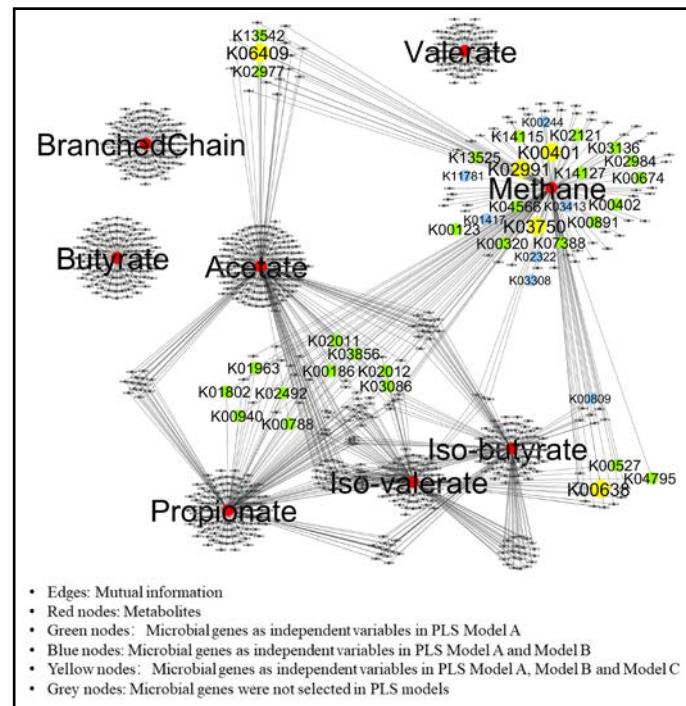 K13542
K06409
K02977
Valerate
BranchedChain
K00244
K14115
K02121
K00401
K03136
K13525
K02991
K02984
K11781
K14127
K00674
Methane
K04566
K03413
K00402
K01417
K03750
K00891
K00123
K00320
K07388
K02322
K03308
Butyrate
Acetate
K02011
K03856
K01963
K00186
K02012
K03086
K01802
K02492
K00940
K00788
K00809
Iso-butyrate
K00527
Iso-valerate
K04795
K00638
Propionate
• Edges: Mutual information
• Red nodes: Metabolites
• Green nodes: Microbial genes as independent variables in PLS Model A
• Blue nodes: Microbial genes as independent variables in PLS Model A and Model B
• Yellow nodes: Microbial genes as independent variables in PLS Model A, Model B and Model C
• Grey nodes: Microbial genes were not selected in PLS models